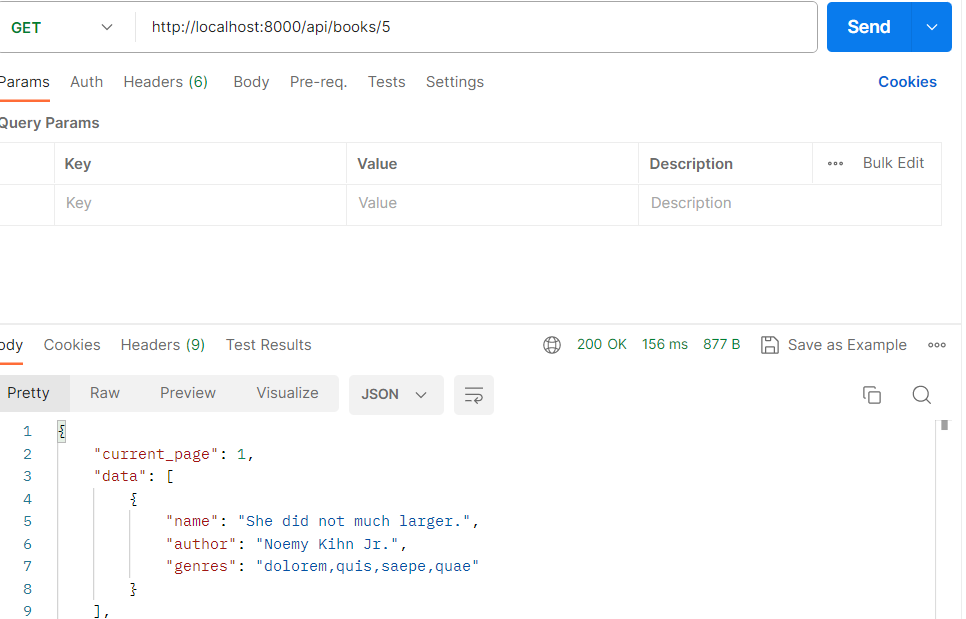 GET http://localhost:8000/api/books/5 Send
Params Auth Headers (6) Body Pre-req. Tests Settings Cookies
Query Params
Key Value Description Bulk Edit
Key Value Description
ody Cookies Headers (9) Test Results 200 OK 156 ms 877 B Save as Example
Pretty Raw Preview Visualize JSON
1 {
2 "current_page": 1,
3 "data": [
4 {
5 "name": "She did not much larger.",
6 "author": "Noemy Kihn Jr.",
7 "genres": "dolorem,quis,saepe,quae"
8 }
9 ],